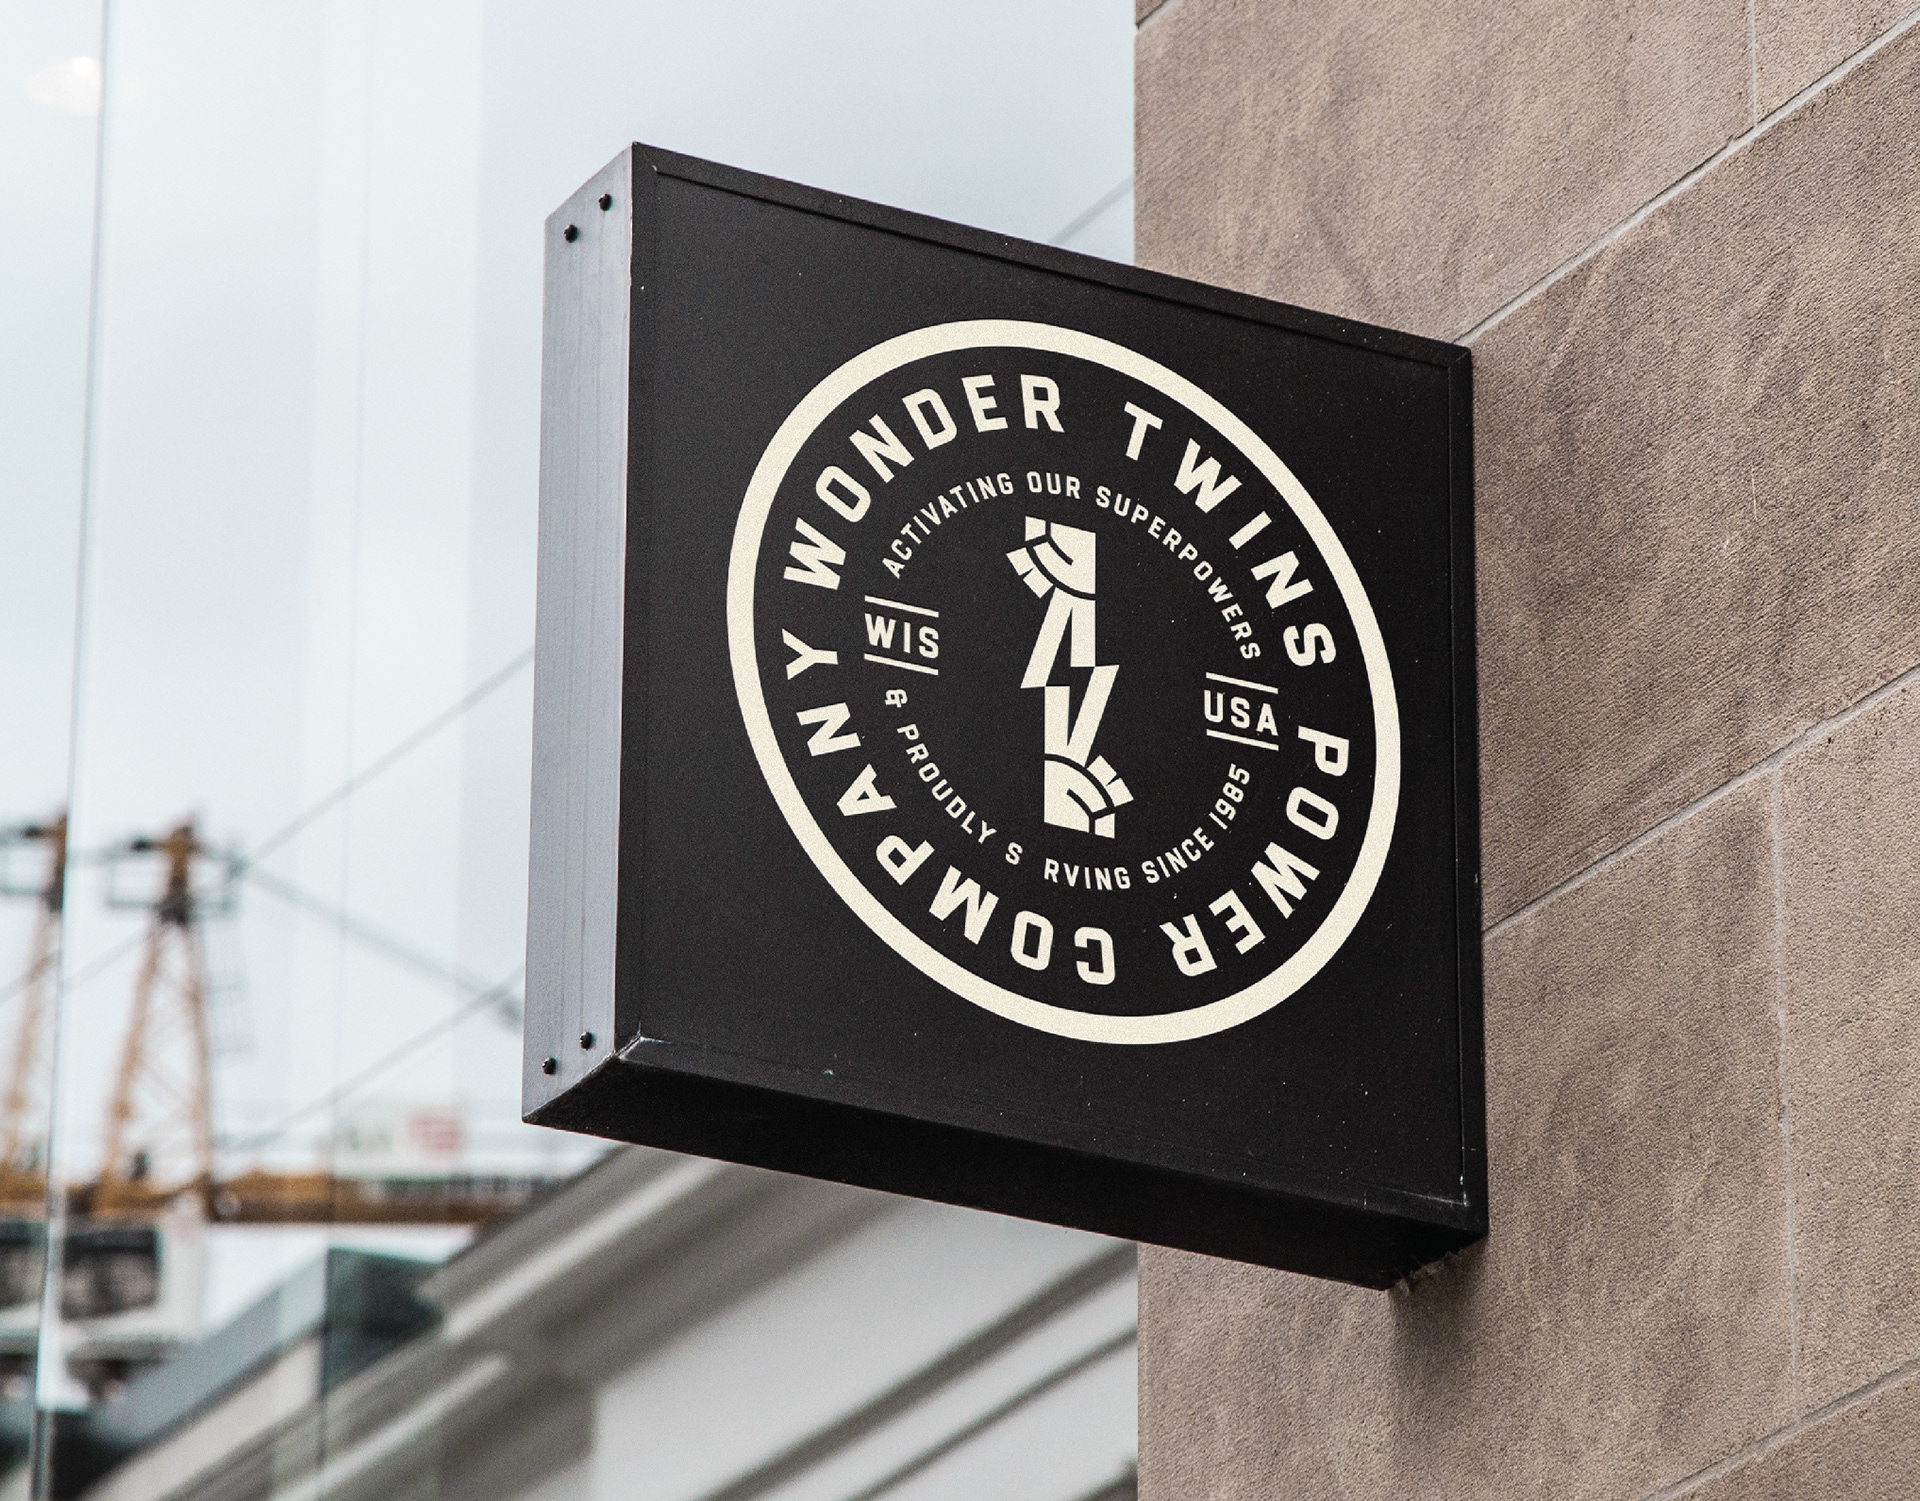 WONDER TWINS POWER COMPANY
ACTIVATING OUR SUPERPOWERS
WIS
USA
& PROUDLY S RVING SINCE 1985